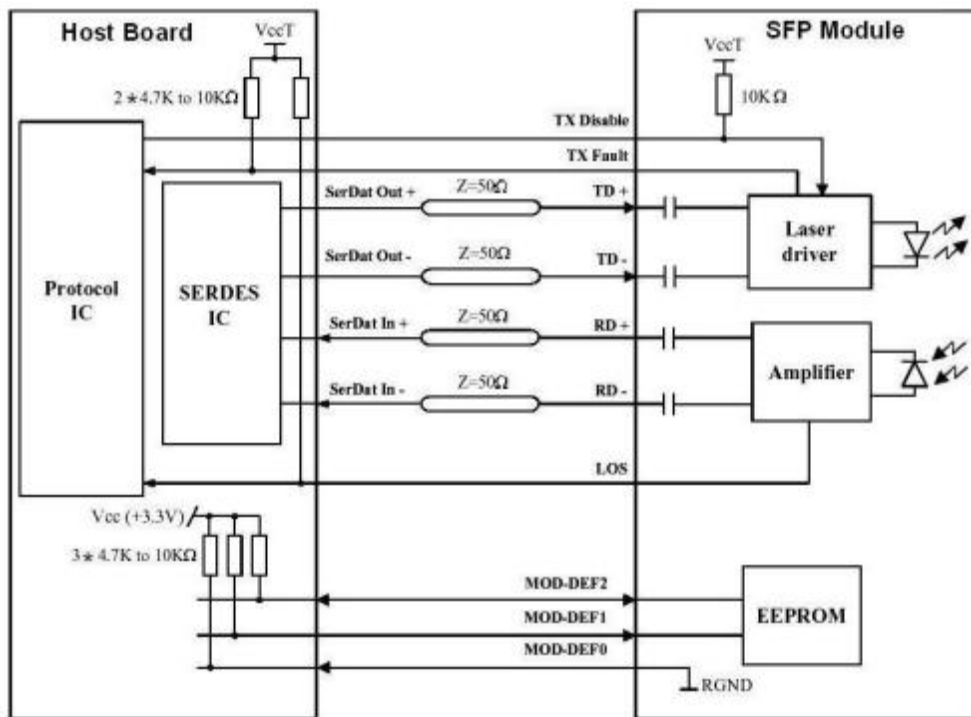 Host Board
SFP Module
VccT
VccT
2*4.7K to 10KΩ
10KΩ
TX Disable
TX Fault
SerDat Out +
Z=50Ω
TD +
Laser driver
SerDat Out -
Z=50Ω
TD -
Protocol IC
SERDES IC
SerDat In +
Z=50Ω
RD +
Amplifier
SerDat In -
Z=50Ω
RD -
LOS
Vcc (+3.3V)
3* 4.7K to 10KΩ
MOD-DEF2
MOD-DEF1
EEPROM
MOD-DEF0
RGND